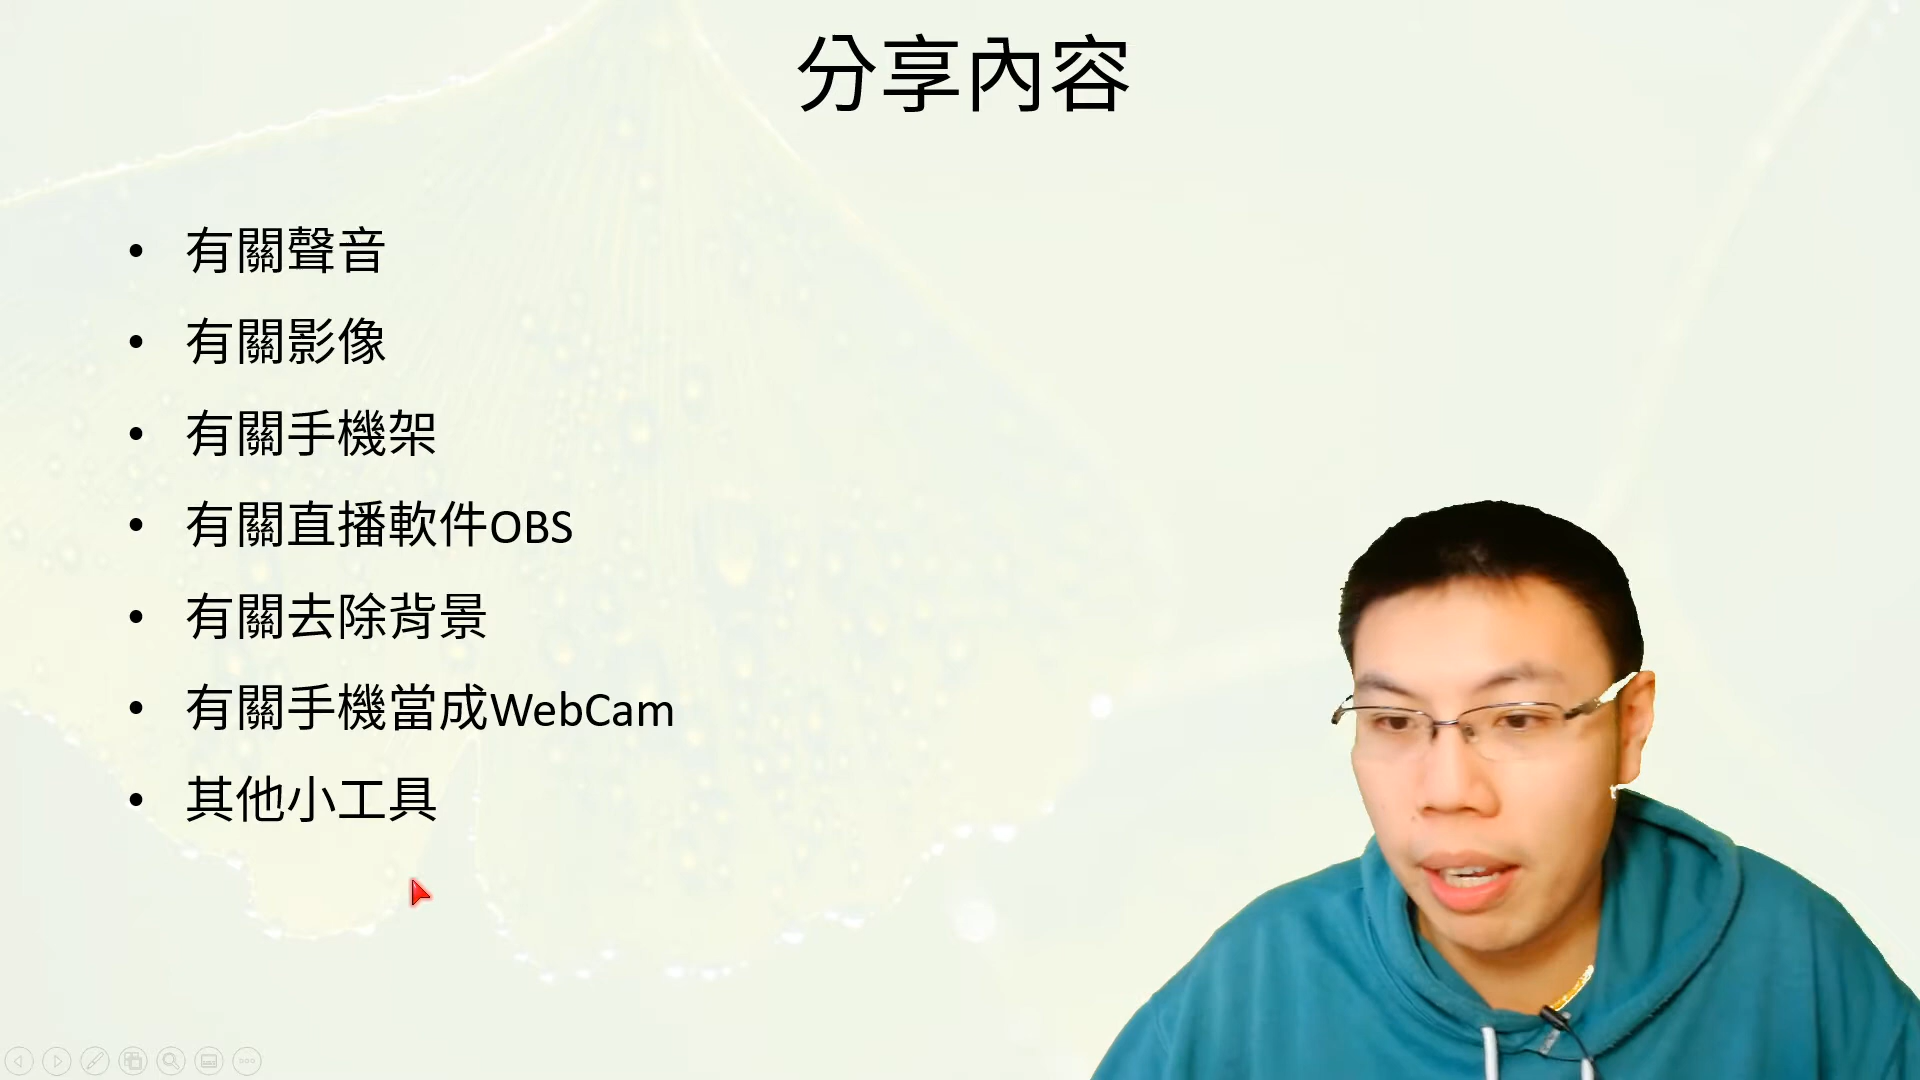 分享內容
• 有關聲音
• 有關影像
• 有關手機架
• 有關直播軟件OBS
• 有關去除背景
• 有關手機當成WebCam
• 其他小工具